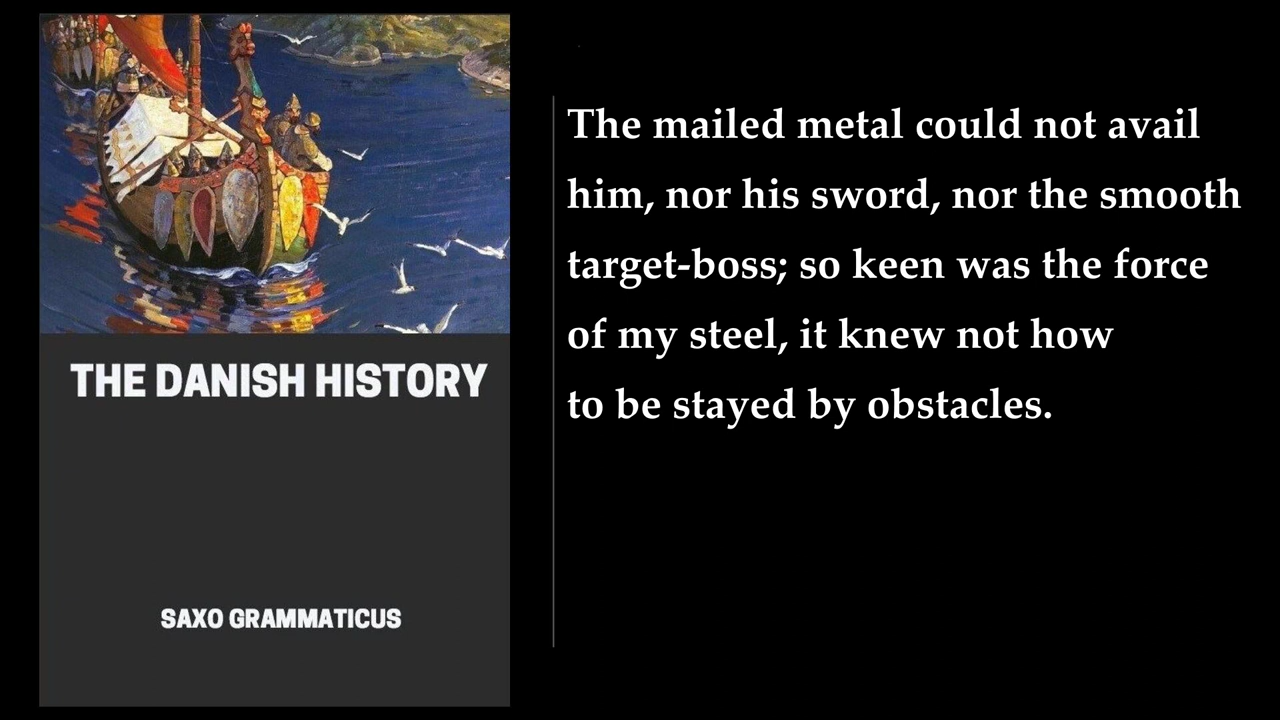 THE DANISH HISTORY
SAXO GRAMMATICUS
The mailed metal could not avail
him, nor his sword, nor the smooth
target-boss; so keen was the force
of my steel, it knew not how
to be stayed by obstacles.